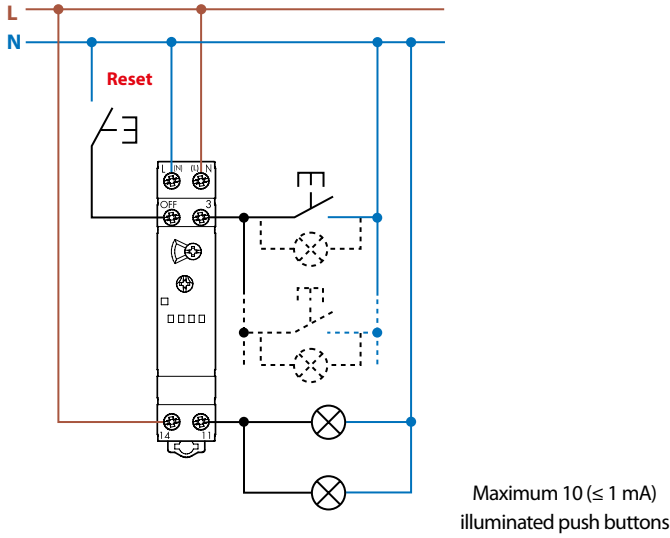 L
N
Reset
L (N) (L) N
OFF 3
14 11
Maximum 10 (≤ 1 mA)
illuminated push buttons